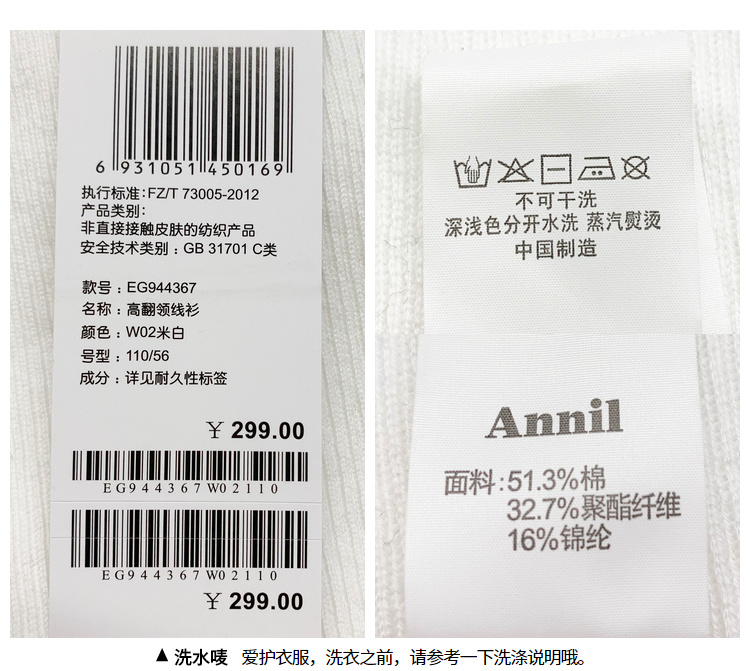 6 931051 450169
执行标准:FZ/T 73005-2012
产品类别:
非直接接触皮肤的纺织产品
安全技术类别：GB 31701 C类
款号：EG944367
名称：高翻领线衫
颜色：W02米白
号型：110/56
成分：详见耐久性标签
￥ 299.00
EG944367W02110
EG944367W02110
￥ 299.00
不可干洗
深浅色分开水洗 蒸汽熨烫
中国制造
Annil
面料:51.3%棉
32.7%聚酯纤维
16%锦纶
▲ 洗水唛 爱护衣服，洗衣之前，请参考一下洗涤说明哦。